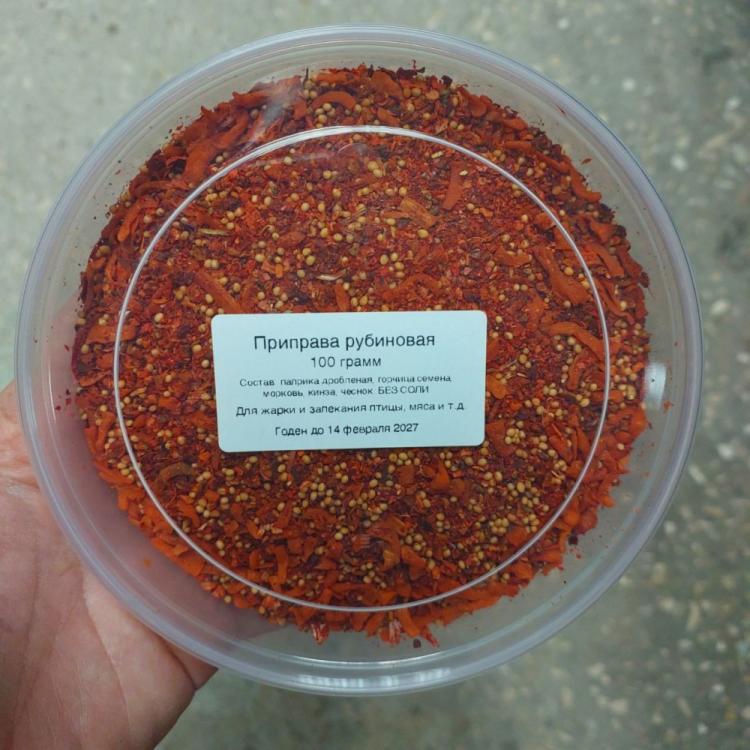 Приправа рубиновая
100 грамм
Состав: паприка дробленая, горчица семена,
морковь, кинза, чеснок. БЕЗ СОЛИ
Для жарки и запекания птицы, мяса и т.д.
Годен до 14 февраля 2027